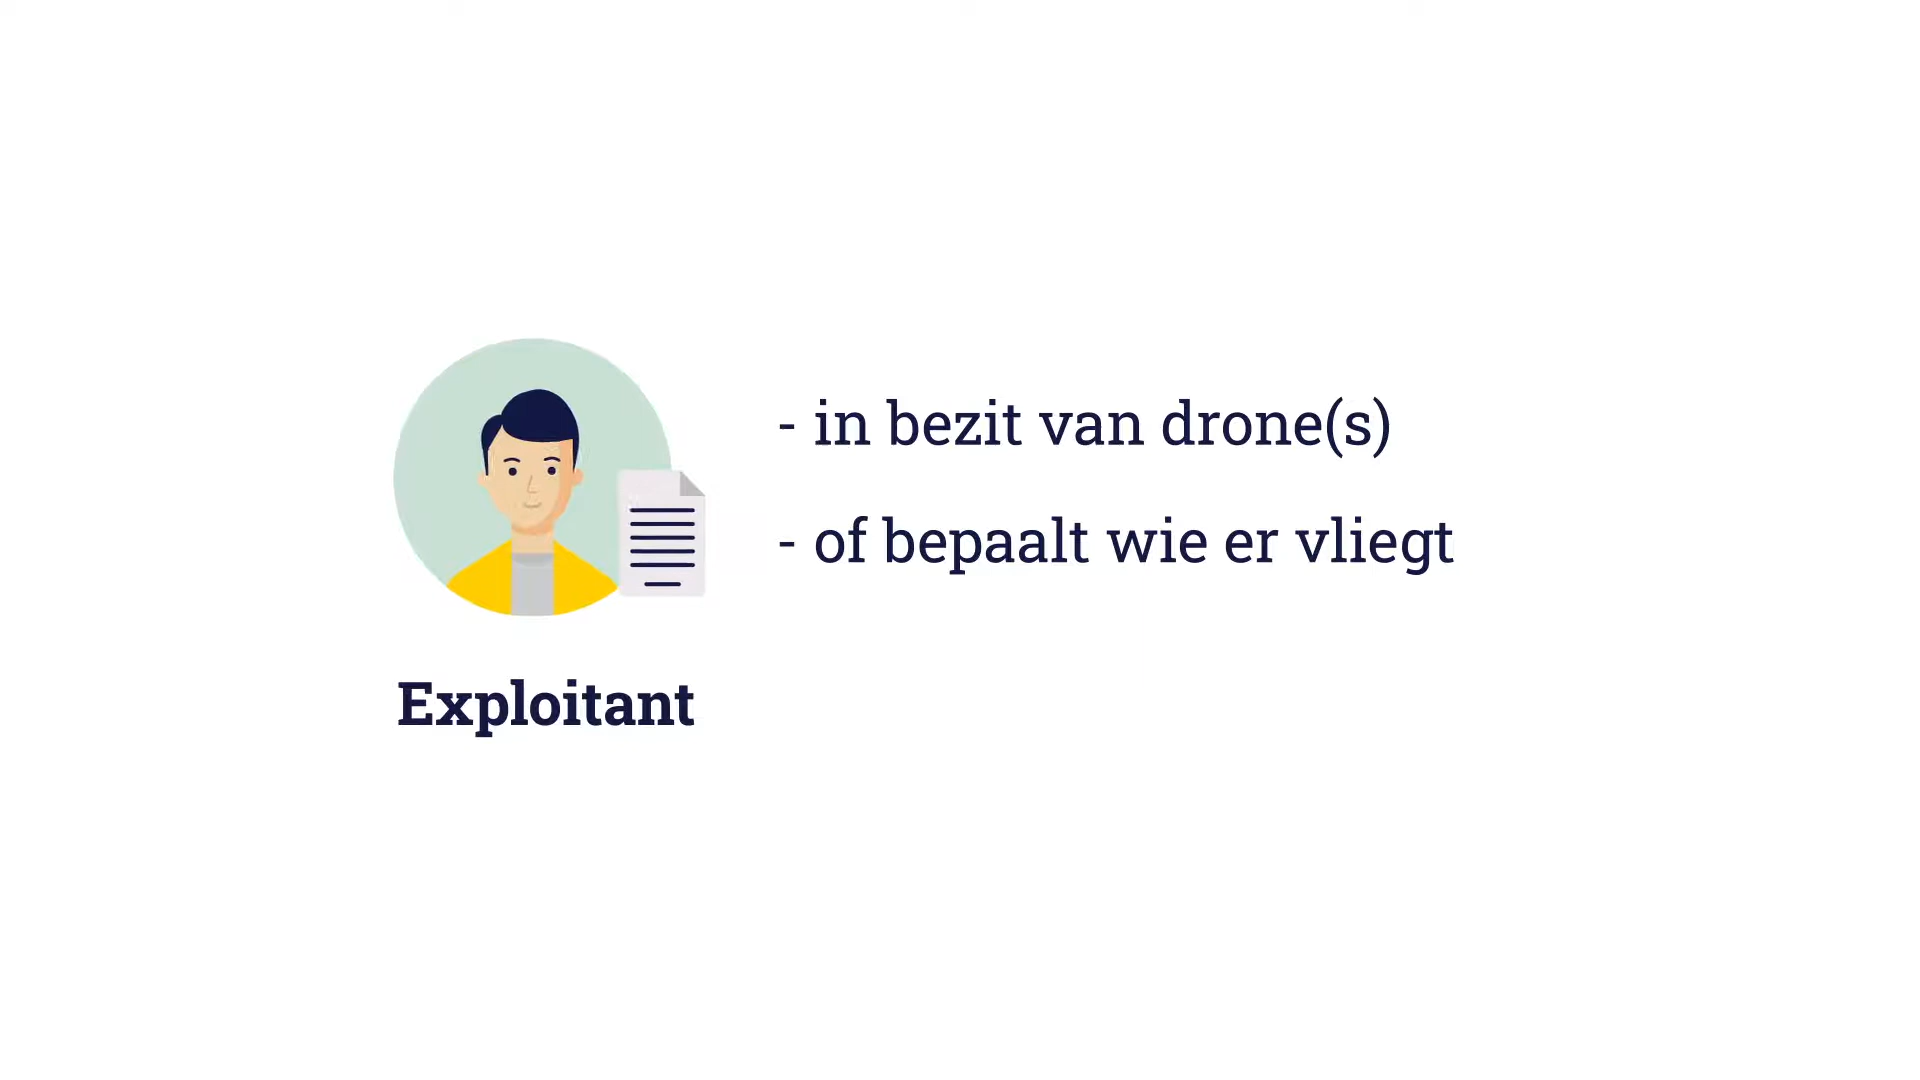 - in bezit van drone(s)
- of bepaalt wie er vliegt
Exploitant